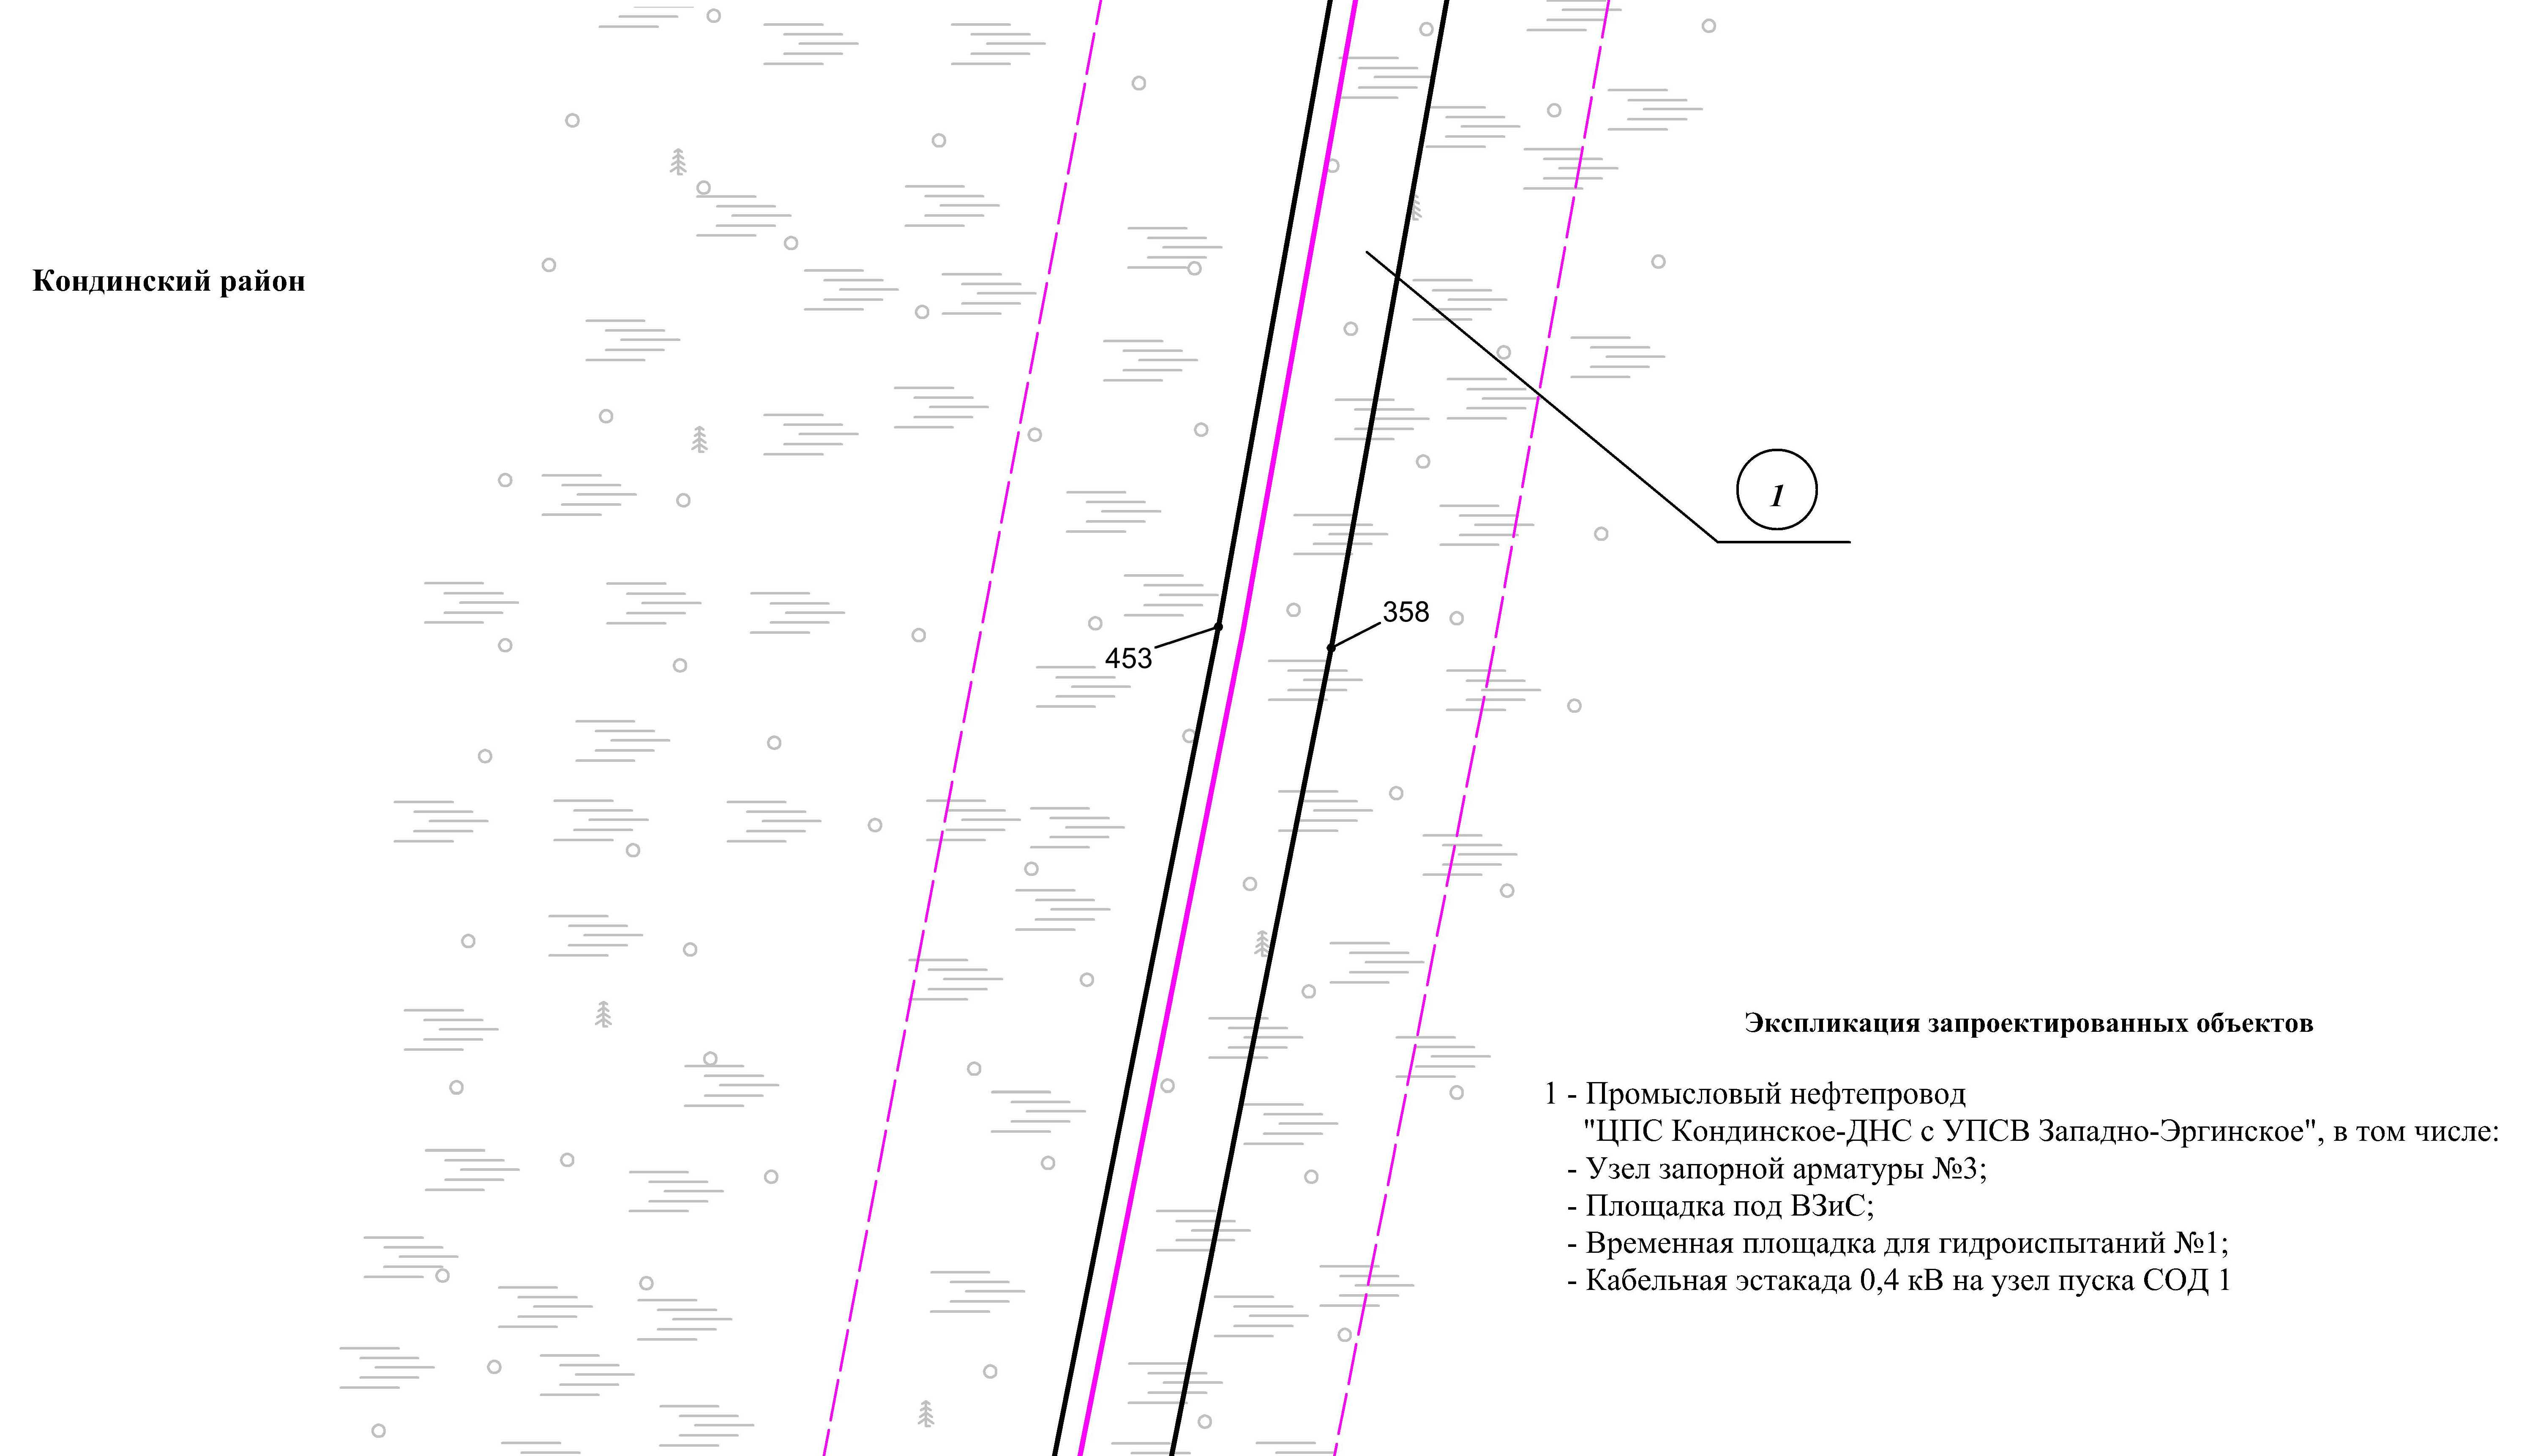 Кондинский район
1
358
453
Экспликация запроектированных объектов
1 - Промысловый нефтепровод
"ЦПС Кондинское-ДНС с УПСВ Западно-Эргинское", в том числе:
- Узел запорной арматуры №3;
- Площадка под ВЗиС;
- Временная площадка для гидроиспытаний №1;
- Кабельная эстакада 0,4 кВ на узел пуска СОД 1